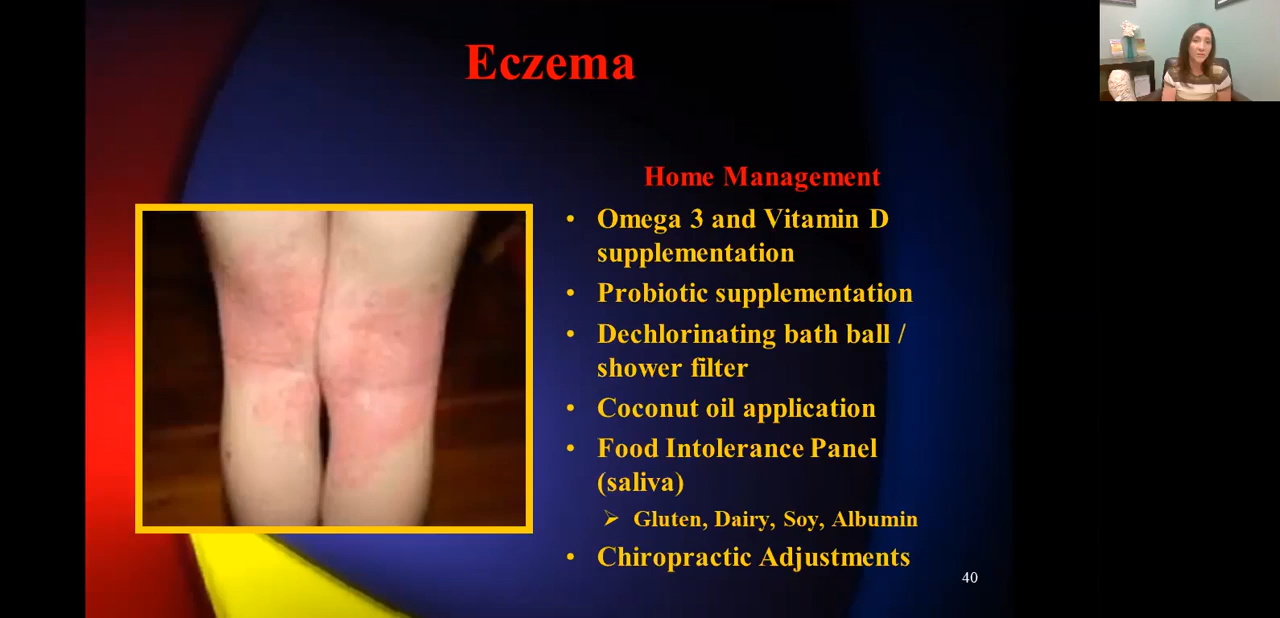 Eczema
Home Management
• Omega 3 and Vitamin D
supplementation
• Probiotic supplementation
• Dechlorinating bath ball /
shower filter
• Coconut oil application
• Food Intolerance Panel
(saliva)
➢ Gluten, Dairy, Soy, Albumin
• Chiropractic Adjustments
40